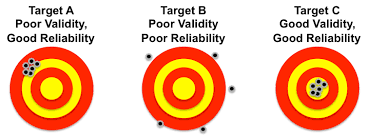 Target A
Poor Validity,
Good Reliability
Target B
Poor Validity
Poor Reliability
Target C
Good Validity,
Good Reliability